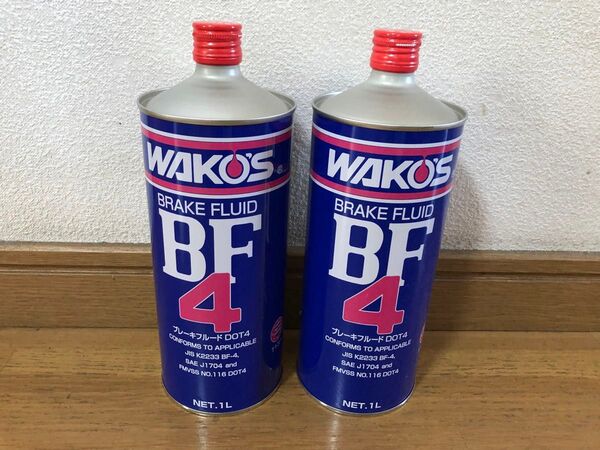 WAKO'S
BRAKE FLUID
BF
4
ブレーキフルード DOT4
CONFORMS TO APPLICABLE
JIS K2233 BF-4,
SAE J1704 and
FMVSS NO.116 DOT4
NET. 1L
WAKO'S
BRAKE FLUID
BF
4
ブレーキフルード DOT4
CONFORMS TO APPLICABLE
JIS K2233 BF-4,
SAE J1704 and
FMVSS NO.116 DOT4
NET. 1L